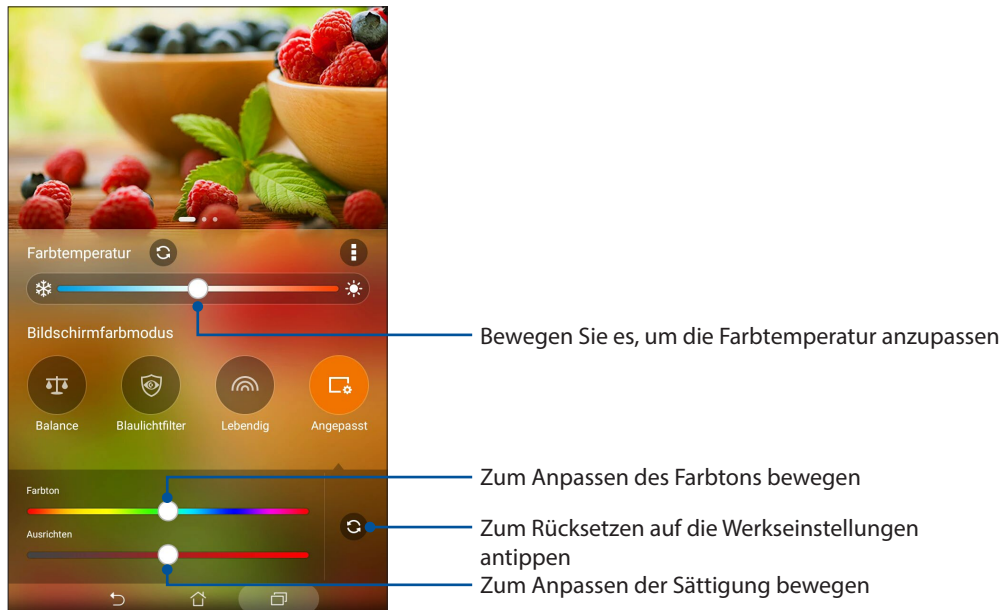 Farbtemperatur
Bewegen Sie es, um die Farbtemperatur anzupassen
Bildschirmfarbmodus
Balance
Blaulichtfilter
Lebendig
Angepasst
Zum Anpassen des Farbtons bewegen
Farbton
Zum Rücksetzen auf die Werkseinstellungen
antippen
Ausrichten
Zum Anpassen der Sättigung bewegen